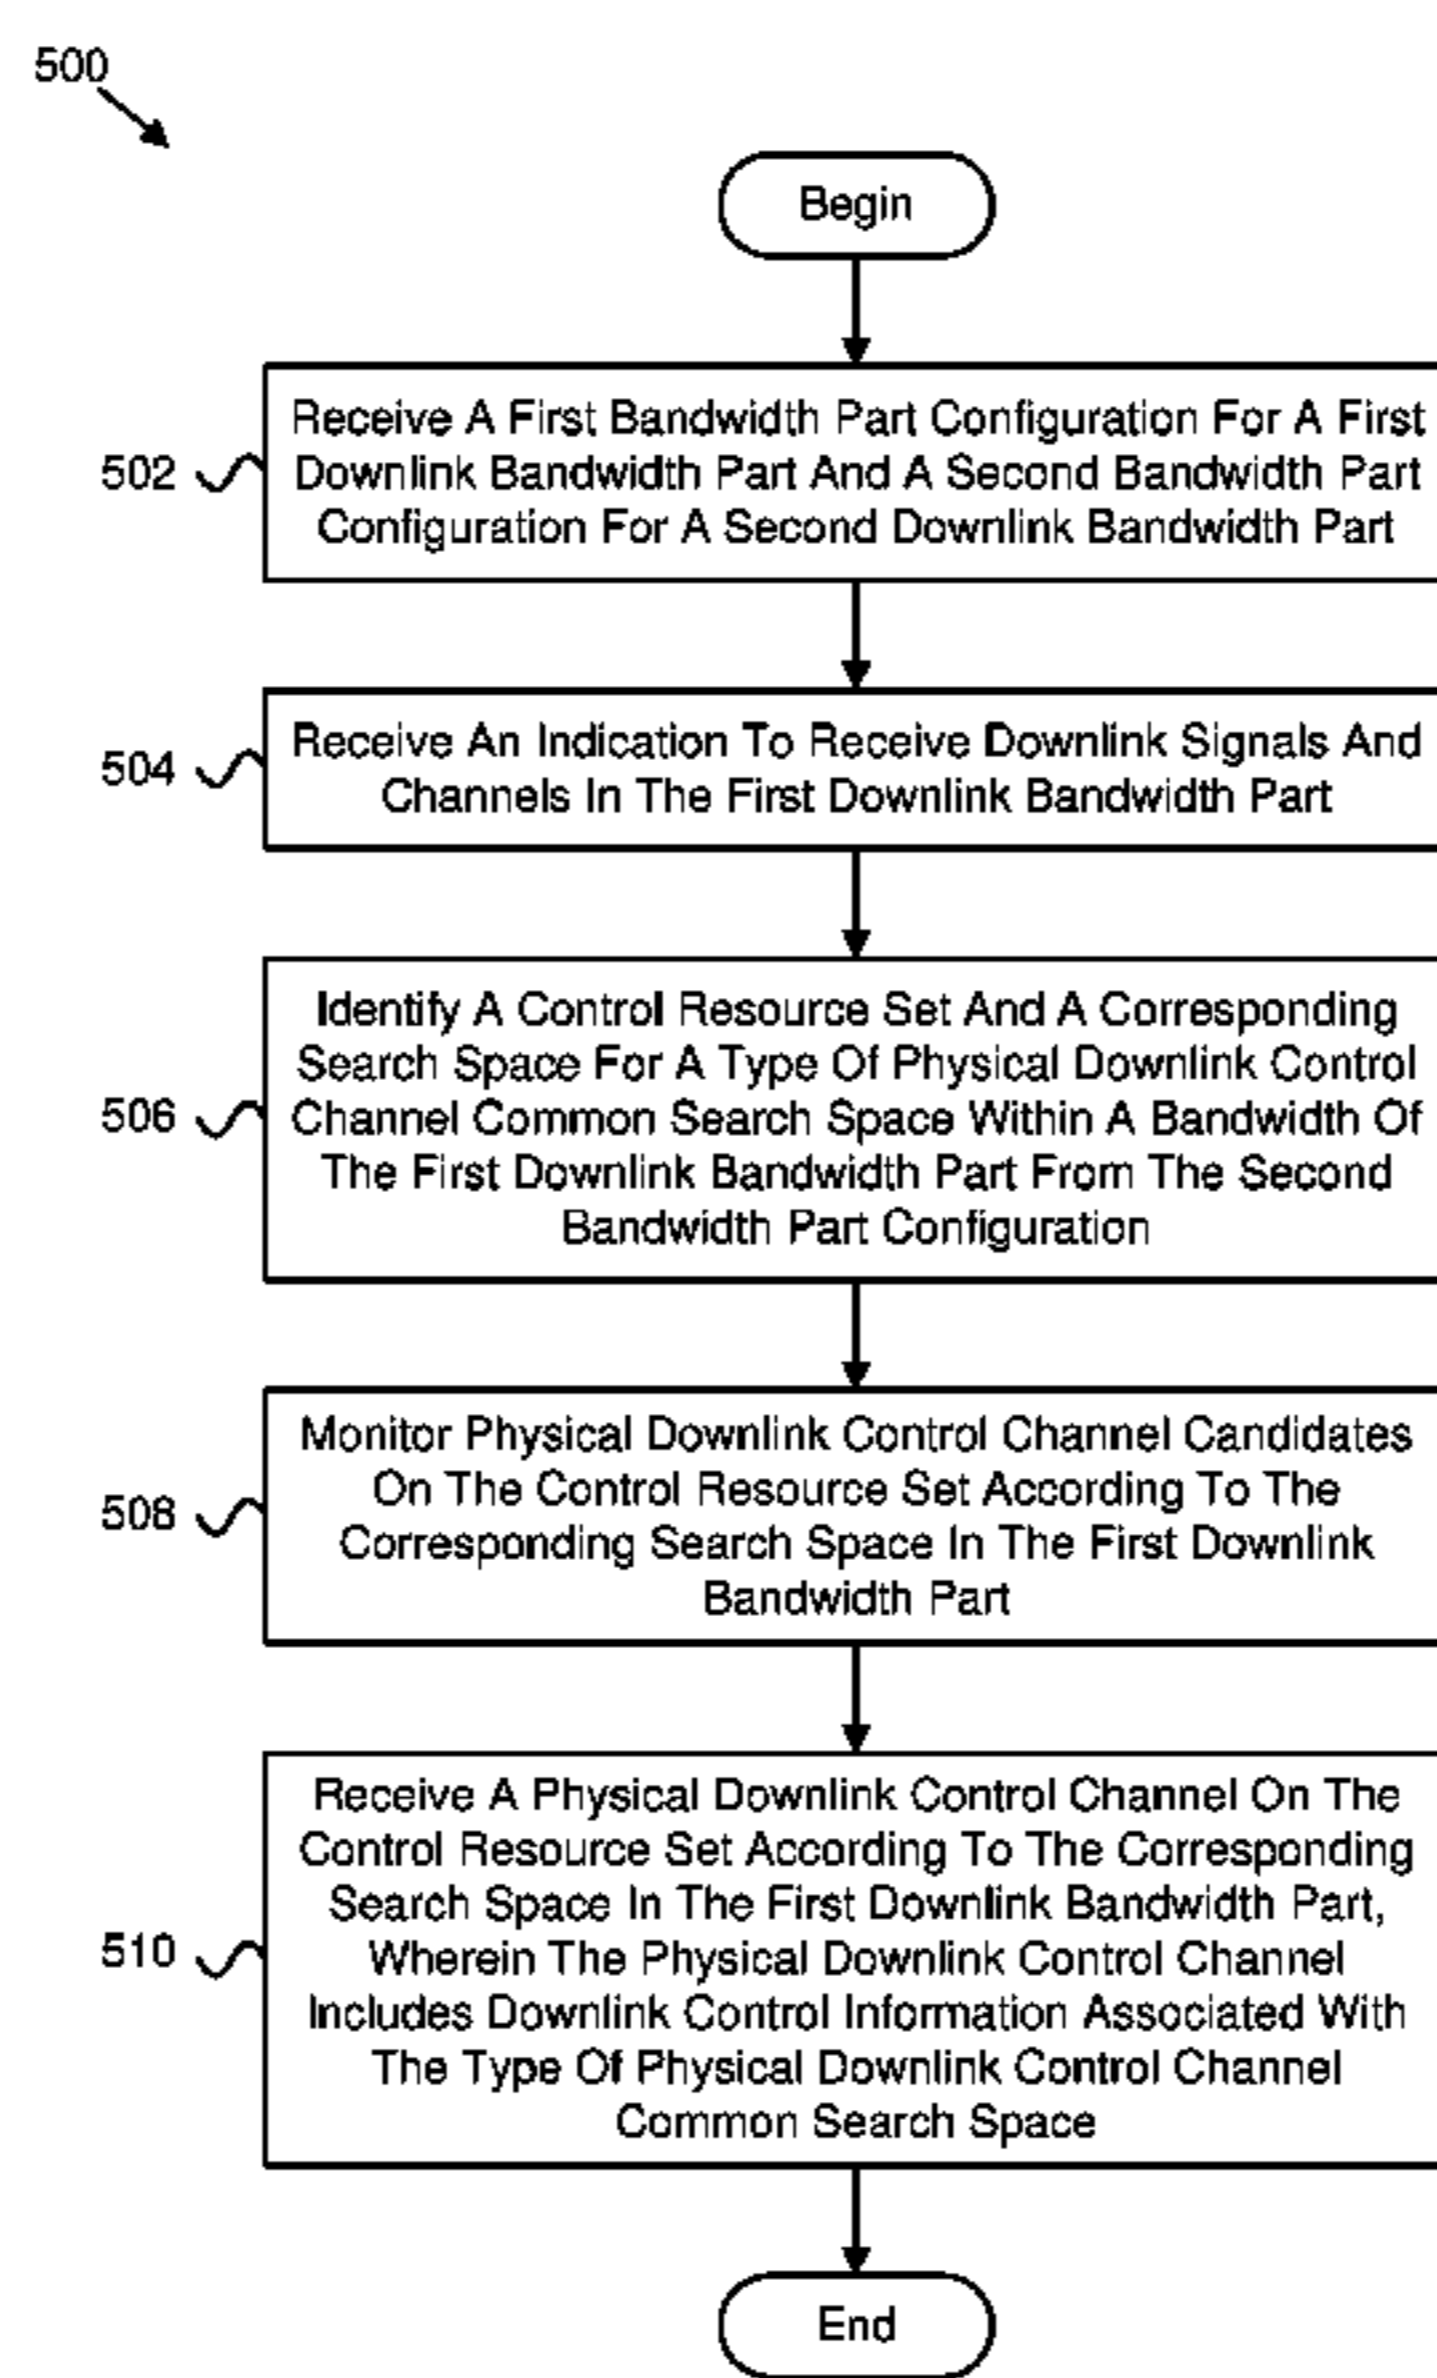 500
Begin
502
Receive A First Bandwidth Part Configuration For A First
Downlink Bandwidth Part And A Second Bandwidth Part
Configuration For A Second Downlink Bandwidth Part
504
Receive An Indication To Receive Downlink Signals And
Channels In The First Downlink Bandwidth Part
506
Identify A Control Resource Set And A Corresponding
Search Space For A Type Of Physical Downlink Control
Channel Common Search Space Within A Bandwidth Of
The First Downlink Bandwidth Part From The Second
Bandwidth Part Configuration
508
Monitor Physical Downlink Control Channel Candidates
On The Control Resource Set According To The
Corresponding Search Space In The First Downlink
Bandwidth Part
510
Receive A Physical Downlink Control Channel On The
Control Resource Set According To The Corresponding
Search Space In The First Downlink Bandwidth Part,
Wherein The Physical Downlink Control Channel
Includes Downlink Control Information Associated With
The Type Of Physical Downlink Control Channel
Common Search Space
End